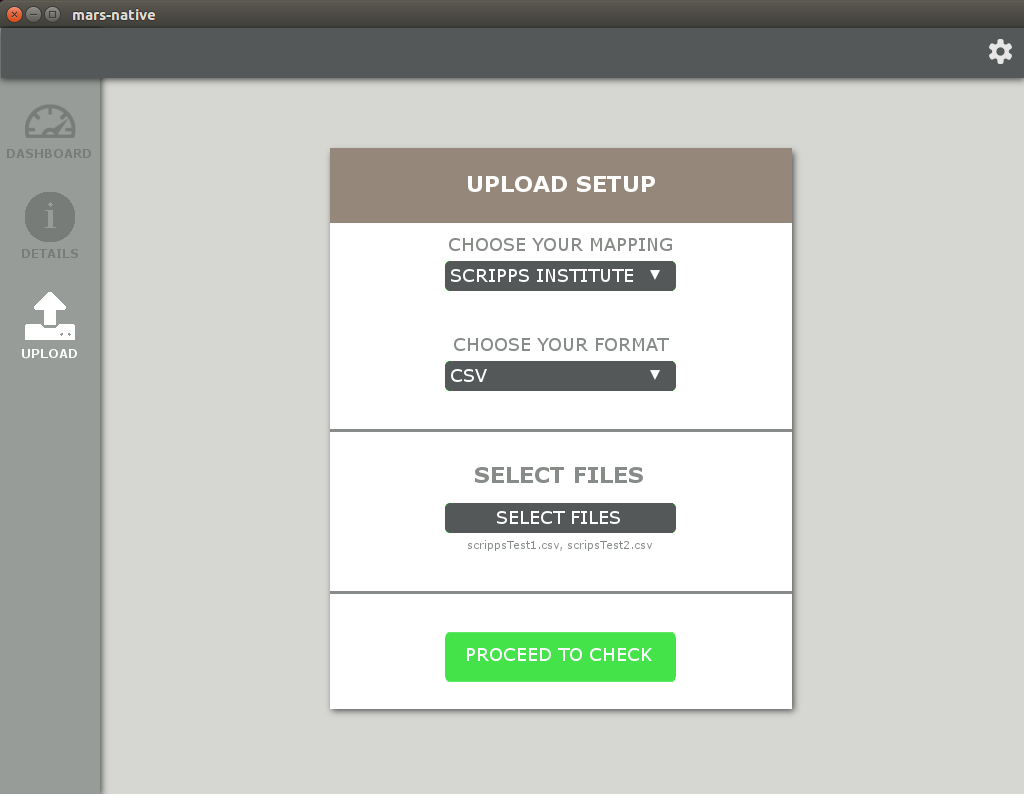 mars-native
DASHBOARD
DETAILS
UPLOAD
UPLOAD SETUP
CHOOSE YOUR MAPPING
SCRIPPS INSTITUTE ▼
CHOOSE YOUR FORMAT
CSV ▼
SELECT FILES
SELECT FILES
scrippsTest1.csv, scripsTest2.csv
PROCEED TO CHECK